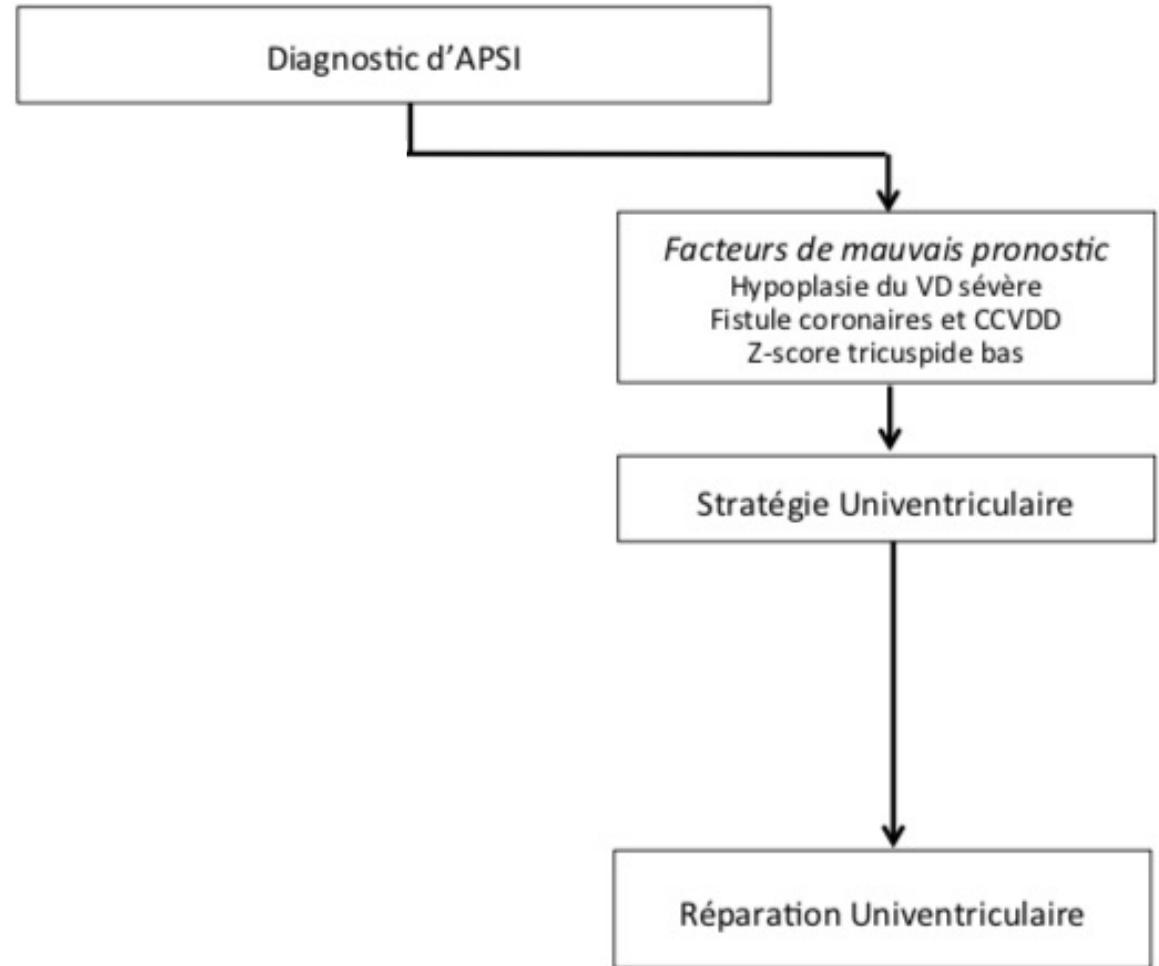 Diagnostic d'APSI
Facteurs de mauvais pronostic
Hypoplasie du VD sévère
Fistule coronaires et CCVDD
Z-score tricuspide bas
Stratégie Univentriculaire
Réparation Univentriculaire